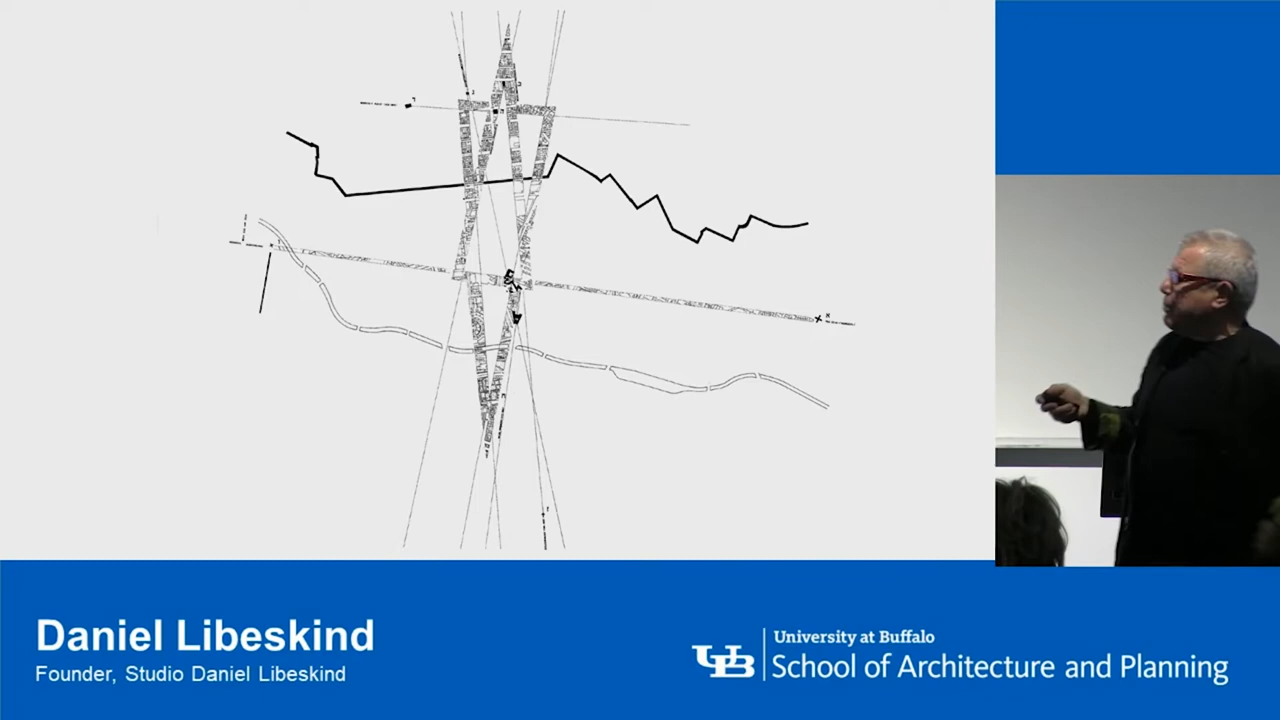 Daniel Libeskind
Founder, Studio Daniel Libeskind
UB
University at Buffalo
School of Architecture and Planning